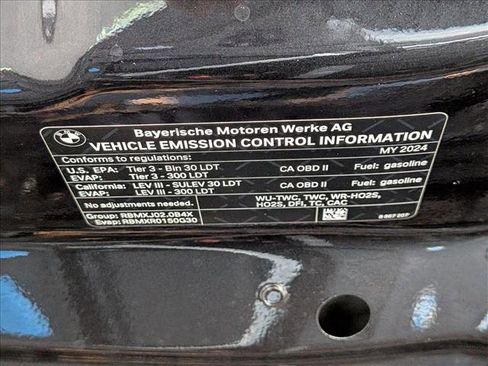 BMW
Bayerische Motoren Werke AG
VEHICLE EMISSION CONTROL INFORMATION
Conforms to regulations: MY 2024
U.S. EPA: Tier 3 - Bin 30 LDT CA OBD II Fuel: gasoline
EVAP: Tier 3 - 300 LDT
California: LEV III - SULEV 30 LDT CA OBD II Fuel: gasoline
EVAP: LEV III - 300 LDT
No adjustments needed. WU-TWC, TWC, WR-HO2S,
HO2S, DFI, TC, CAC
Group: RBMXJ02.0B4X
Evap: RBMXR0150G30